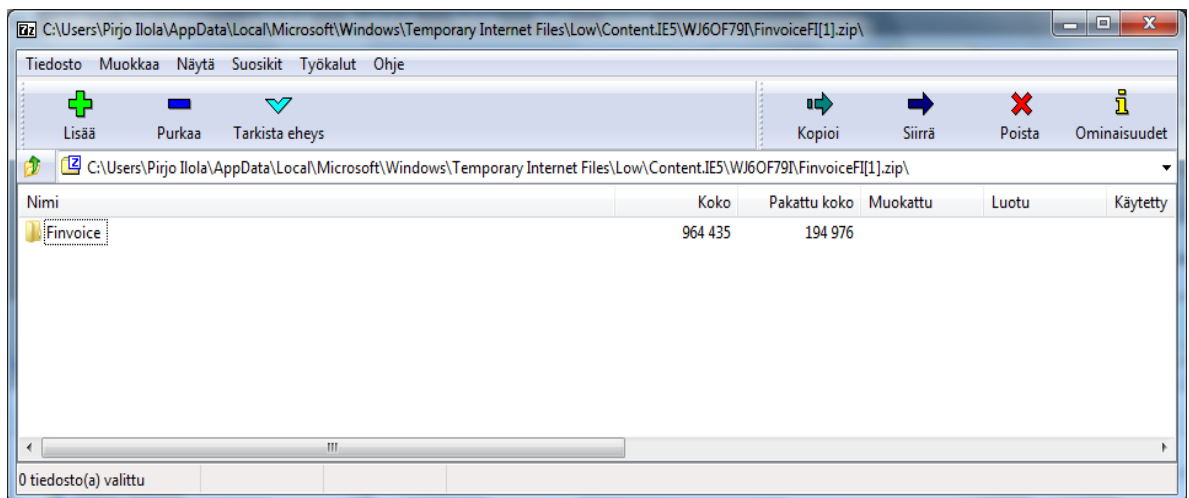 C:\Users\Pirjo Ilola\AppData\Local\Microsoft\Windows\Temporary Internet Files\Low\Content.IE5\WJ6OF79I\FinvoiceFI[1].zip\
Tiedosto Muokkaa Näytä Suosikit Työkalut Ohje
Lisää Purkaa Tarkista eheys Kopioi Siirrä Poista Ominaisuudet
C:\Users\Pirjo Ilola\AppData\Local\Microsoft\Windows\Temporary Internet Files\Low\Content.IE5\WJ6OF79I\FinvoiceFI[1].zip\
Nimi Koko Pakattu koko Muokattu Luotu Käytetty
Finvoice 964 435 194 976
0 tiedosto(a) valittu